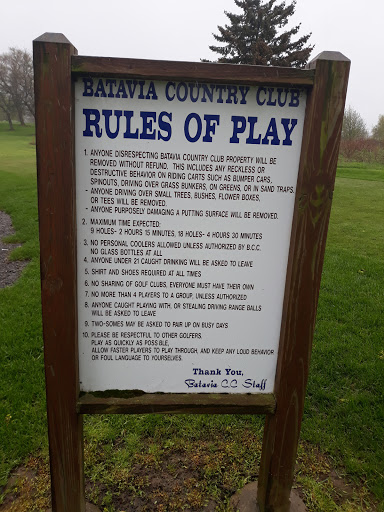 BATAVIA COUNTRY CLUB
RULES OF PLAY
1. ANYONE DISRESPECTING BATAVIA COUNTRY CLUB PROPERTY WILL BE
REMOVED WITHOUT REFUND. THIS INCLUDES ANY RECKLESS OR
DESTRUCTIVE BEHAVIOR ON RIDING CARTS SUCH AS BUMPER CARS,
SPINOUTS, DRIVING OVER GRASS BUNKERS, ON GREENS, OR IN SAND TRAPS.
- ANYONE DRIVING OVER SMALL TREES, BUSHES, FLOWER BOXES,
OR TEES WILL BE REMOVED.
- ANYONE PURPOSELY DAMAGING A PUTTING SURFACE WILL BE REMOVED.
2. MAXIMUM TIME EXPECTED:
9 HOLES- 2 HOURS 15 MINUTES, 18 HOLES- 4 HOURS 30 MINUTES
3. NO PERSONAL COOLERS ALLOWED UNLESS AUTHORIZED BY B.C.C.
NO GLASS BOTTLES AT ALL
4. ANYONE UNDER 21 CAUGHT DRINKING WILL BE ASKED TO LEAVE
5. SHIRT AND SHOES REQUIRED AT ALL TIMES
6. NO SHARING OF GOLF CLUBS, EVERYONE MUST HAVE THEIR OWN
7. NO MORE THAN 4 PLAYERS TO A GROUP, UNLESS AUTHORIZED
8. ANYONE CAUGHT PLAYING WITH, OR STEALING DRIVING RANGE BALLS
WILL BE ASKED TO LEAVE
9. TWO-SOMES MAY BE ASKED TO PAIR UP ON BUSY DAYS
10. PLEASE BE RESPECTFUL TO OTHER GOLFERS.
PLAY AS QUICKLY AS POSSIBLE,
ALLOW FASTER PLAYERS TO PLAY THROUGH, AND KEEP ANY LOUD BEHAVIOR
OR FOUL LANGUAGE TO YOURSELVES.
Thank You,
Batavia C.C. Staff